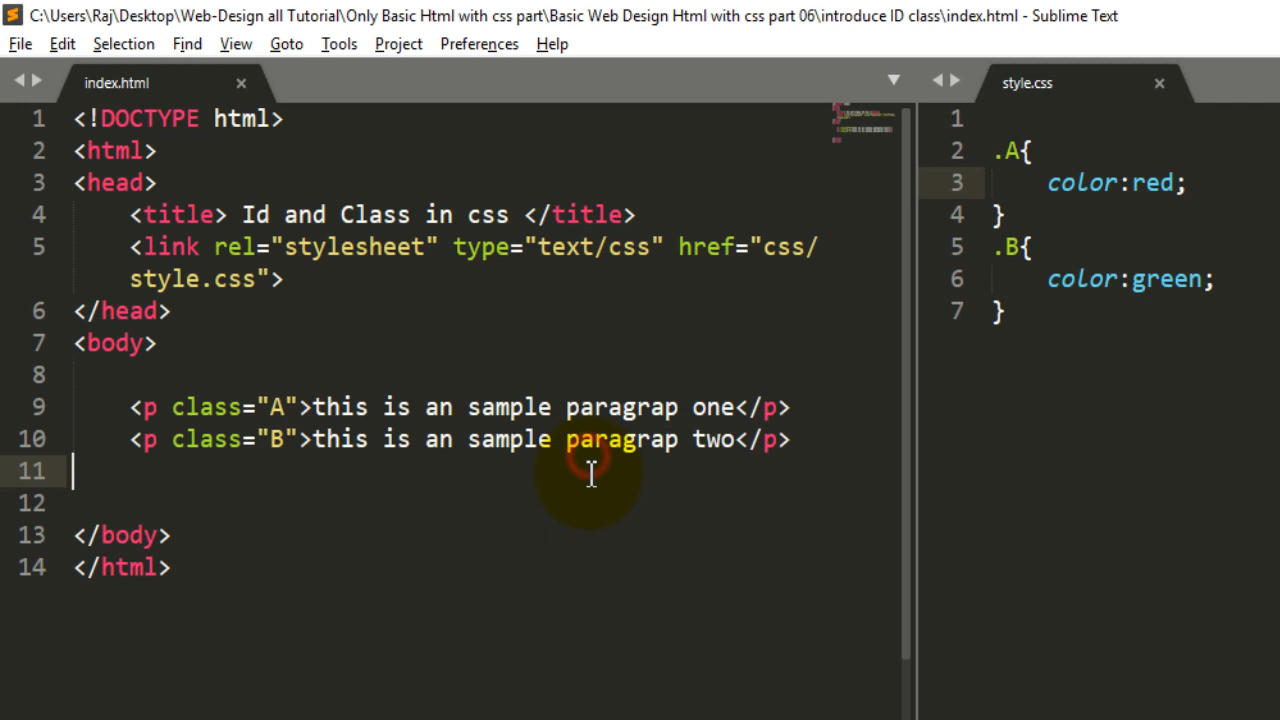 C:\Users\Raj\Desktop\Web-Design all Tutorial\Only Basic Html with css part\Basic Web Design Html with css part 06\introduce ID class\index.html - Sublime Text
File Edit Selection Find View Goto Tools Project Preferences Help
index.html
1 <!DOCTYPE html>
2 <html>
3 <head>
4 <title> Id and Class in css </title>
5 <link rel="stylesheet" type="text/css" href="css/
style.css">
6 </head>
7 <body>
8
9 <p class="A">this is an sample paragrap one</p>
10 <p class="B">this is an sample paragrap two</p>
11
12
13 </body>
14 </html>
style.css
1
2 .A{
3 color:red;
4 }
5 .B{
6 color:green;
7 }